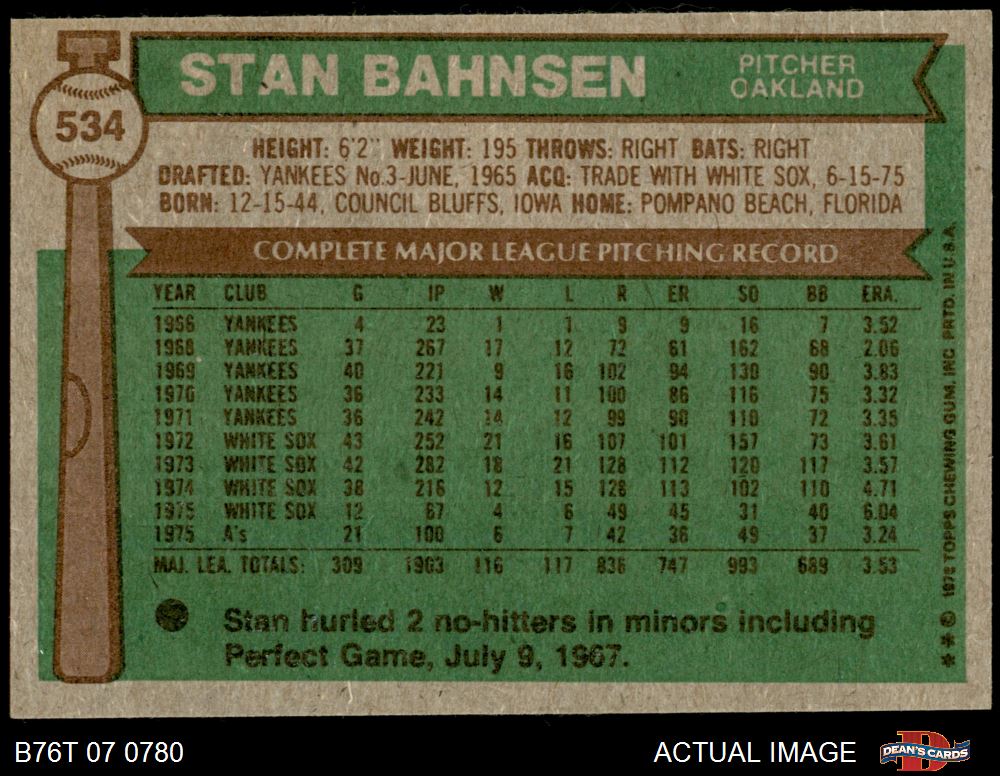 534
STAN BAHNSEN
PITCHER
OAKLAND
HEIGHT: 6'2" WEIGHT: 195 THROWS: RIGHT BATS: RIGHT
DRAFTED: YANKEES No.3-JUNE, 1965 ACQ: TRADE WITH WHITE SOX, 6-15-75
BORN: 12-15-44, COUNCIL BLUFFS, IOWA HOME: POMPANO BEACH, FLORIDA
COMPLETE MAJOR LEAGUE PITCHING RECORD
YEAR CLUB G IP W L R ER SO BB ERA.
1966 YANKEES 4 23 1 1 9 9 16 7 3.52
1968 YANKEES 37 267 17 12 72 61 162 68 2.06
1969 YANKEES 40 221 9 16 102 94 130 90 3.83
1970 YANKEES 36 233 14 11 100 86 116 75 3.32
1971 YANKEES 36 242 14 12 99 90 110 72 3.35
1972 WHITE SOX 43 252 21 16 107 101 157 73 3.61
1973 WHITE SOX 42 282 18 21 128 112 120 117 3.57
1974 WHITE SOX 38 216 12 15 128 113 102 110 4.71
1975 WHITE SOX 12 67 4 6 49 45 31 40 6.04
1975 A's 21 100 6 7 42 36 49 37 3.24
MAJ. LEA. TOTALS: 309 1903 116 117 836 747 993 689 3.53
Stan hurled 2 no-hitters in minors including
Perfect Game, July 9, 1967.
** © 1976 TOPPS CHEWING GUM, INC. PRTD. IN U.S.A.
B76T 07 0780
ACTUAL IMAGE
D
DEAN'S CARDS